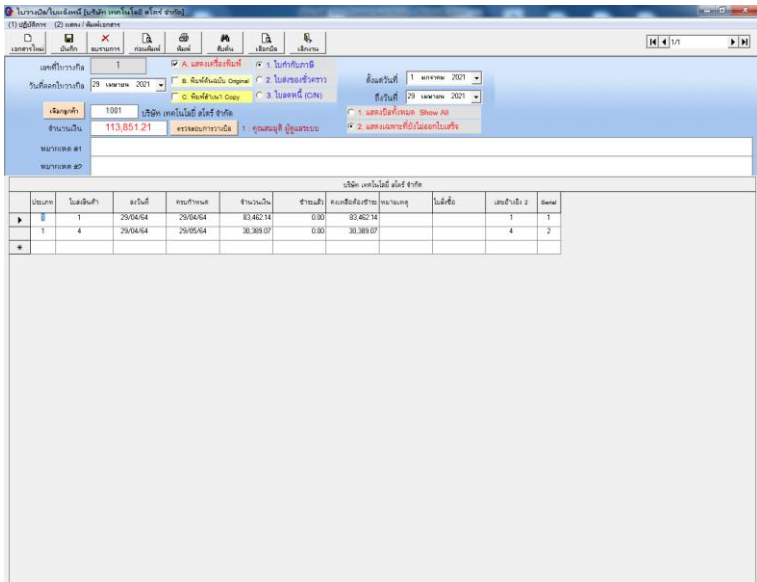 ใบวางบิล/ใบแจ้งหนี้ [บริษัท เทคโนโลยี สโตร์ จำกัด]
(1) ปฏิบัติการ (2) แสดง / พิมพ์เอกสาร
เอกสารใหม่ บันทึก ลบรายการ ก่อนพิมพ์ พิมพ์ สืบค้น เลือกบิล เลิกงาน 1/1
เลขที่ใบวางบิล 1 A. แสดงเครื่องพิมพ์ 1. ใบกำกับภาษี
วันที่ออกใบวางบิล 29 เมษายน 2021 B. พิมพ์ต้นฉบับ Original 2. ใบส่งของชั่วคราว ตั้งแต่วันที่ 1 มกราคม 2021
C. พิมพ์สำเนา Copy 3. ใบลดหนี้ (C/N) ถึงวันที่ 29 เมษายน 2021
เลือกลูกค้า 1001 บริษัท เทคโนโลยี่ สโตร์ จำกัด 1. แสดงบิลทั้งหมด Show All
จำนวนเงิน 113,851.21 ตรวจสอบการวางบิล 1 : คุณสมมุติ ผู้ดูแลระบบ 2. แสดงเฉพาะที่ยังไม่ออกใบเสร็จ
หมายเหตุ #1
หมายเหตุ #2
บริษัท เทคโนโลยี่ สโตร์ จำกัด
ประเภท ใบส่งสินค้า ลงวันที่ ครบกำหนด จำนวนเงิน ชำระแล้ว คงเหลือต้องชำระ หมายเหตุ ใบสั่งซื้อ เลขอ้างอิง 2 Serial
1 29/04/64 29/04/64 83,462.14 0.00 83,462.14 1 1
1 4 29/04/64 29/05/64 30,389.07 0.00 30,389.07 4 2